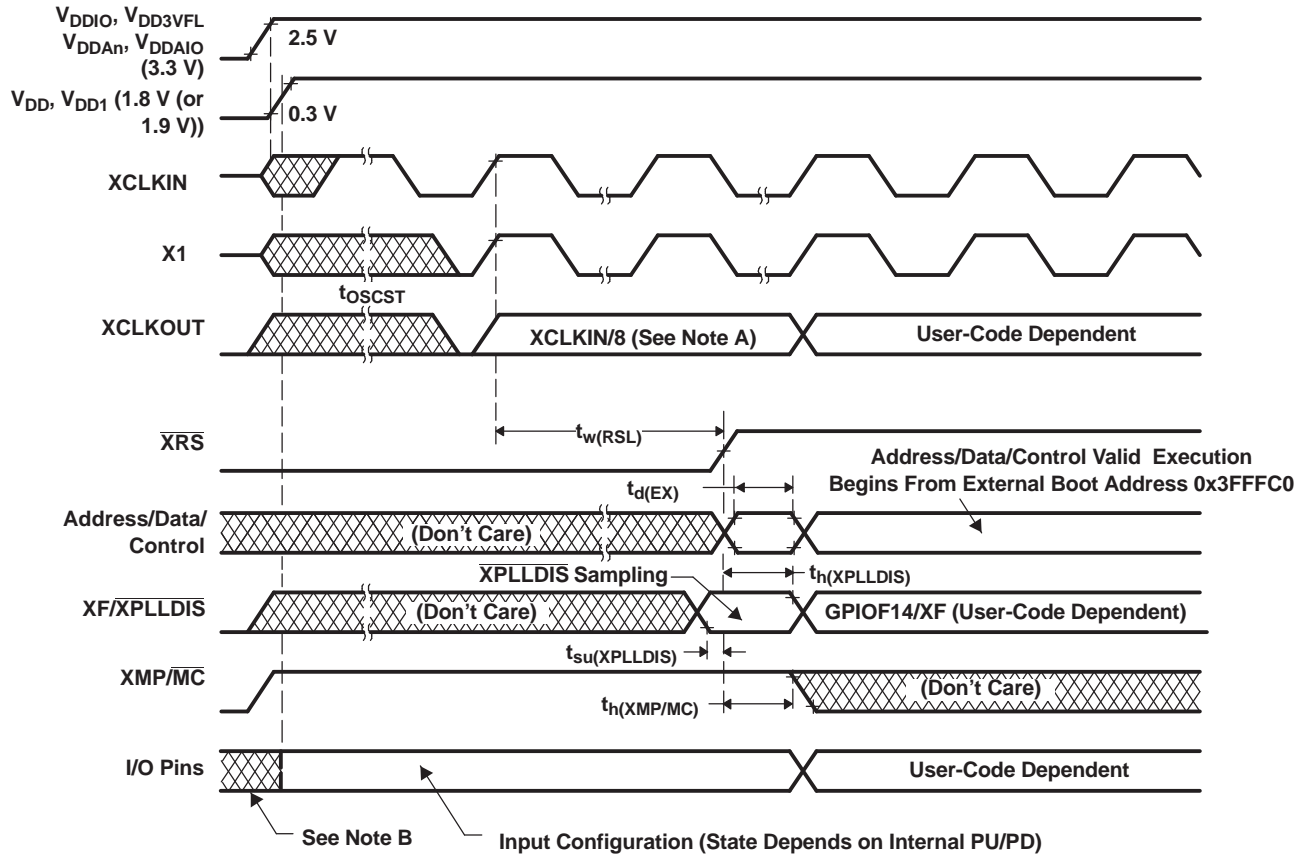 VDDIO, VDD3VFL
VDDAn, VDDAIO
(3.3 V)
2.5 V
VDD, VDD1 (1.8 V (or
1.9 V))
0.3 V
XCLKIN
X1
tOSCST
XCLKOUT
XCLKIN/8 (See Note A)
User-Code Dependent
XRS
tw(RSL)
Address/Data/Control Valid Execution
Begins From External Boot Address 0x3FFFC0
td(EX)
Address/Data/
Control
(Don't Care)
XPLLDIS Sampling
th(XPLLDIS)
XF/XPLLDIS
(Don't Care)
GPIOF14/XF (User-Code Dependent)
tsu(XPLLDIS)
XMP/MC
(Don't Care)
th(XMP/MC)
I/O Pins
User-Code Dependent
See Note B
Input Configuration (State Depends on Internal PU/PD)